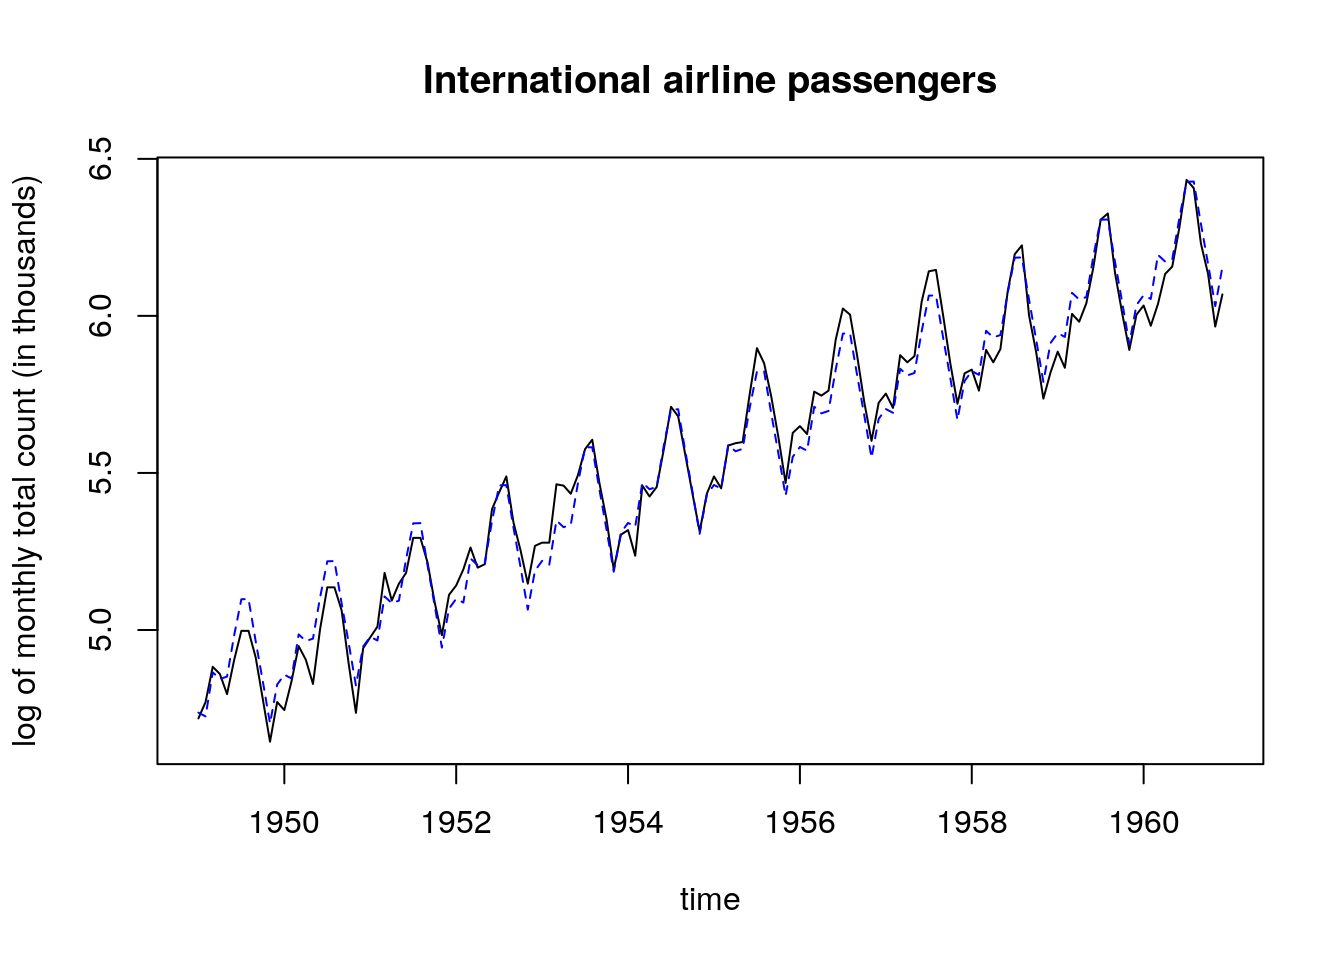 International airline passengers
log of monthly total count (in thousands)
6.5
6.0
5.5
5.0
1950 1952 1954 1956 1958 1960
time